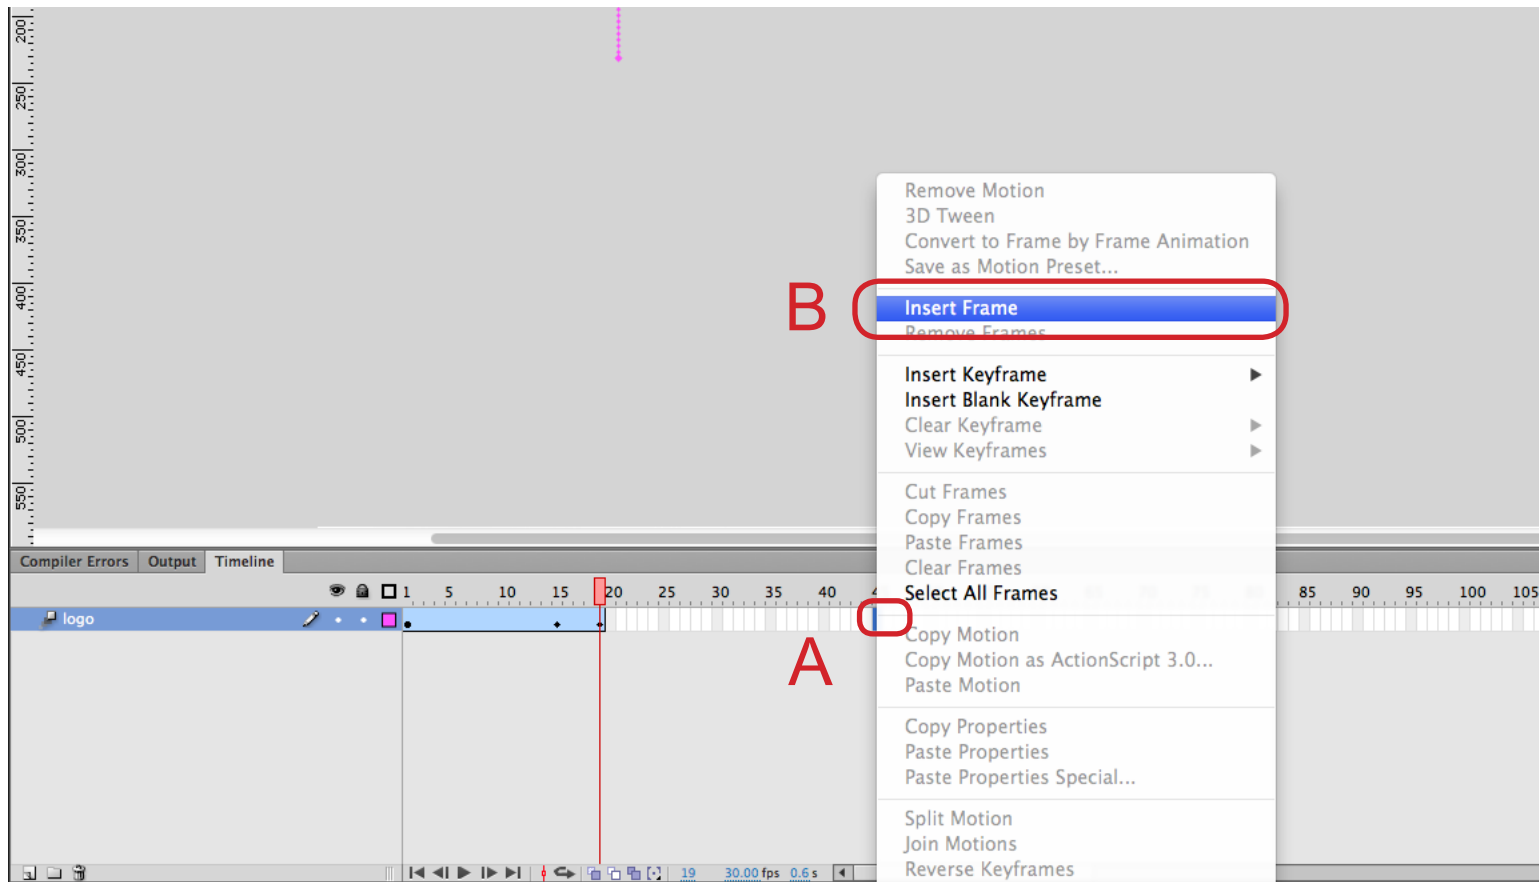 200
250
300
350
400
450
500
550
Remove Motion
3D Tween
Convert to Frame by Frame Animation
Save as Motion Preset...
B
Insert Frame
Remove Frames
Insert Keyframe
Insert Blank Keyframe
Clear Keyframe
View Keyframes
Cut Frames
Copy Frames
Paste Frames
Clear Frames
Select All Frames
Copy Motion
Copy Motion as ActionScript 3.0...
Paste Motion
Copy Properties
Paste Properties
Paste Properties Special...
Split Motion
Join Motions
Reverse Keyframes
Compiler Errors Output Timeline
1 5 10 15 20 25 30 35 40 85 90 95 100 105
logo
A
19 30.00 fps 0.6 s